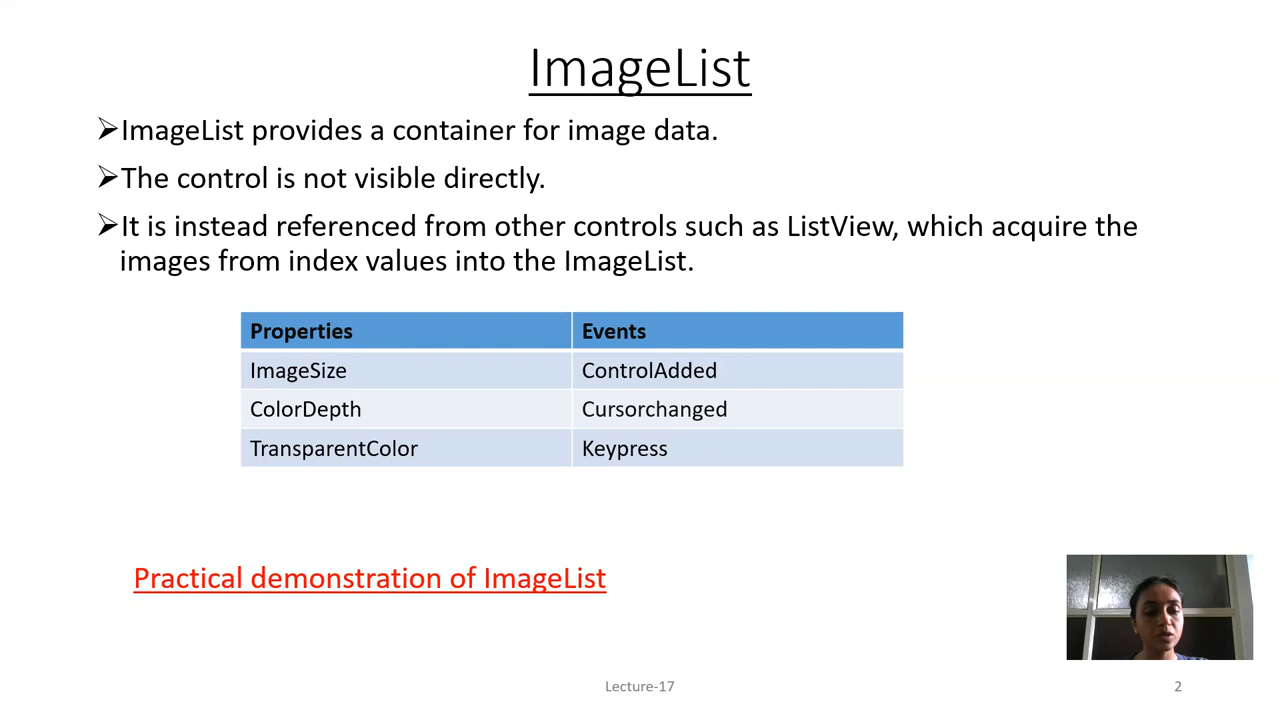 ImageList
➢ImageList provides a container for image data.
➢The control is not visible directly.
➢It is instead referenced from other controls such as ListView, which acquire the
images from index values into the ImageList.
Properties Events
ImageSize ControlAdded
ColorDepth Cursorchanged
TransparentColor Keypress
Practical demonstration of ImageList
Lecture-17 2